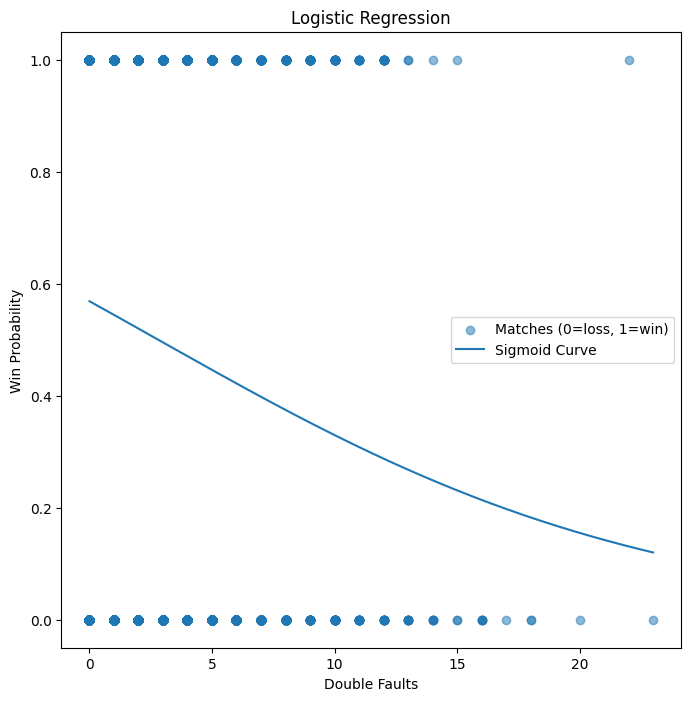 Logistic Regression
1.0
0.8
0.6
0.4
0.2
0.0
Win Probability
Matches (0=loss, 1=win)
Sigmoid Curve
0 5 10 15 20
Double Faults